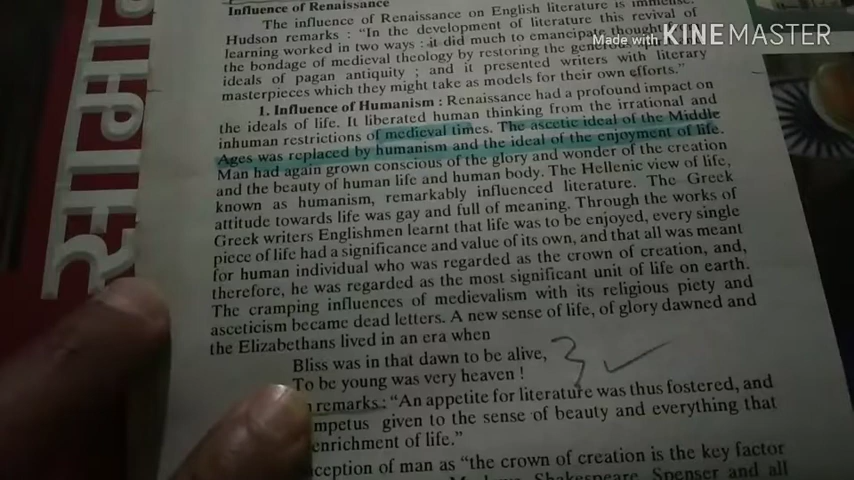 Influence of Renaissance
The influence of Renaissance on English literature is immense.
Hudson remarks : "In the development of literature this revival of
learning worked in two ways : it did much to emancipate thought
the bondage of medieval theology by restoring the
ideals of pagan antiquity ; and it presented writers with literary
masterpieces which they might take as models for their own efforts."
1. Influence of Humanism : Renaissance had a profound impact on
the ideals of life. It liberated human thinking from the irrational and
inhuman restrictions of medieval times. The ascetic ideal of the Middle
Ages was replaced by humanism and the ideal of the enjoyment of life.
Man had again grown conscious of the glory and wonder of the creation
and the beauty of human life and human body. The Hellenic view of life,
known as humanism, remarkably influenced literature. The Greek
attitude towards life was gay and full of meaning. Through the works of
Greek writers Englishmen learnt that life was to be enjoyed, every single
piece of life had a significance and value of its own, and that all was meant
for human individual who was regarded as the crown of creation, and,
therefore, he was regarded as the most significant unit of life on earth.
The cramping influences of medievalism with its religious piety and
asceticism became dead letters. A new sense of life, of glory dawned and
the Elizabethans lived in an era when
Bliss was in that dawn to be alive,
To be young was very heaven !
remarks: "An appetite for literature was thus fostered, and
given to the sense of beauty and everything that
enrichment of life."
of man as "the crown of creation is the key factor
Shakespeare, Spenser and all
Made with KINEMASTER